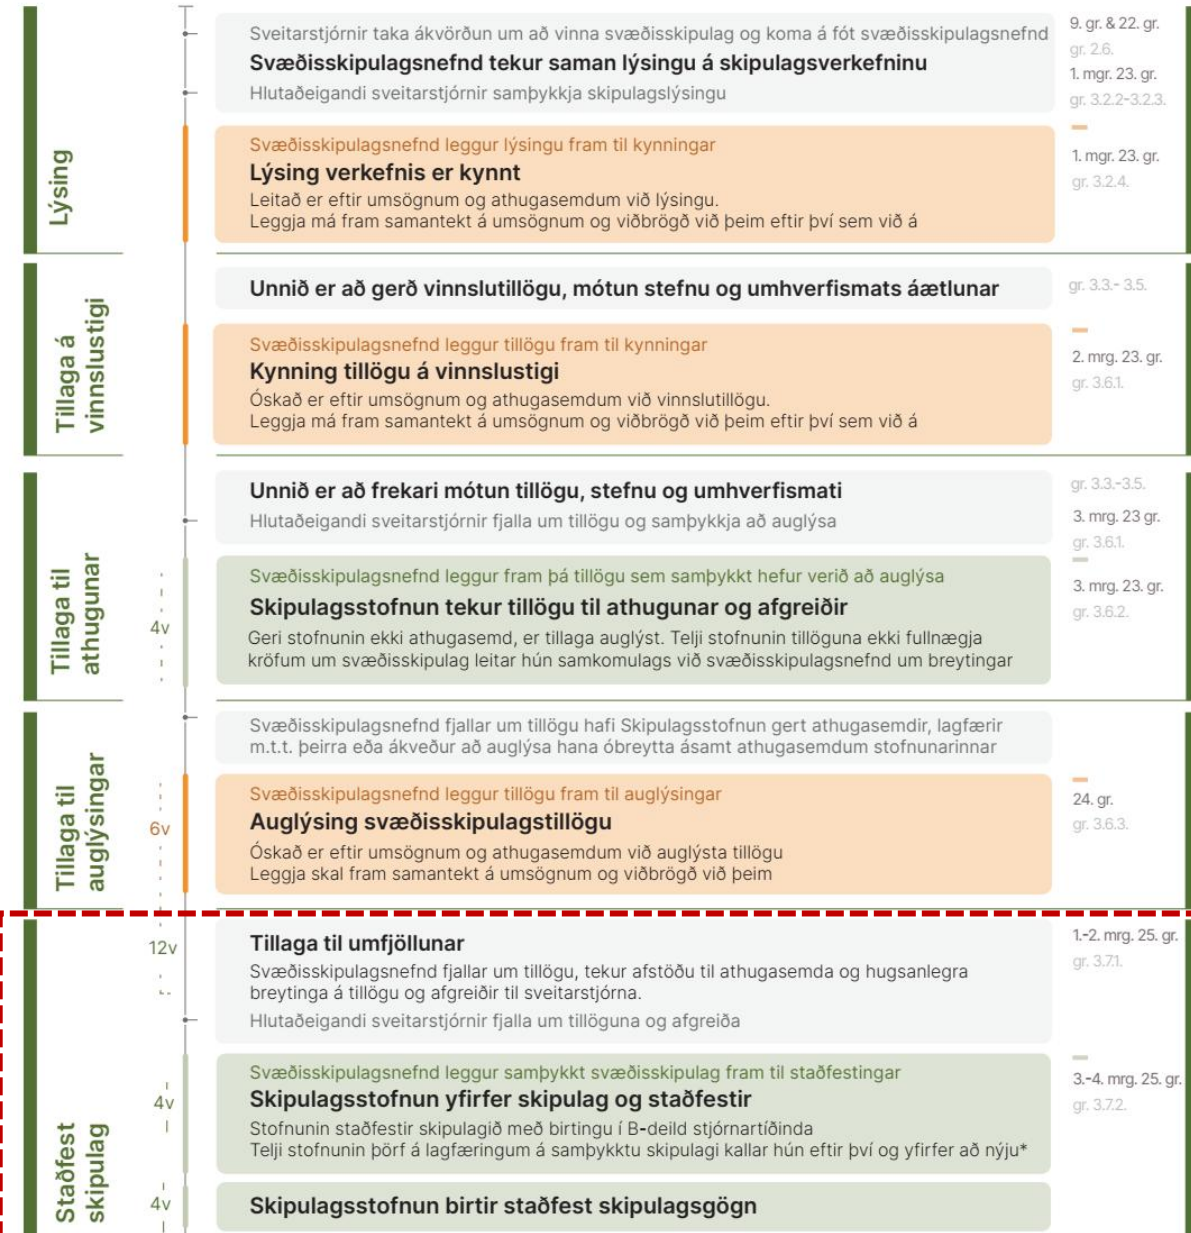 Lýsing
Sveitarstjórnir taka ákvörðun um að vinna svæðisskipulag og koma á fót svæðisskipulagsnefnd
Svæðisskipulagsnefnd tekur saman lýsingu á skipulagsverkefninu
Hlutaðeigandi sveitarstjórnir samþykkja skipulagslýsingu
9. gr. & 22. gr.
gr. 2.6.
1. mgr. 23. gr.
gr. 3.2.2-3.2.3.
Svæðisskipulagsnefnd leggur lýsingu fram til kynningar
Lýsing verkefnis er kynnt
Leitað er eftir umsögnum og athugasemdum við lýsingu.
Leggja má fram samantekt á umsögnum og viðbrögð við þeim eftir því sem við á
1. mgr. 23. gr.
gr. 3.2.4.
Tillaga á
vinnslustigi
Unnið er að gerð vinnslutillögu, mótun stefnu og umhverfismats áætlunar
gr. 3.3.- 3.5.
Svæðisskipulagsnefnd leggur tillögu fram til kynningar
Kynning tillögu á vinnslustigi
Óskað er eftir umsögnum og athugasemdum við vinnslutillögu.
Leggja má fram samantekt á umsögnum og viðbrögð við þeim eftir því sem við á
2. mrg. 23. gr.
gr. 3.6.1.
Tillaga til
athugunar
Unnið er að frekari mótun tillögu, stefnu og umhverfismati
Hlutaðeigandi sveitarstjórnir fjalla um tillögu og samþykkja að auglýsa
gr. 3.3.-3.5.
3. mrg. 23 gr.
gr. 3.6.1.
4v
Svæðisskipulagsnefnd leggur fram þá tillögu sem samþykkt hefur verið að auglýsa
Skipulagsstofnun tekur tillögu til athugunar og afgreiðir
Geri stofnunin ekki athugasemd, er tillaga auglýst. Telji stofnunin tillöguna ekki fullnægja
kröfum um svæðisskipulag leitar hún samkomulags við svæðisskipulagsnefnd um breytingar
3. mrg. 23. gr.
gr. 3.6.2.
Tillaga til
auglýsingar
Svæðisskipulagsnefnd fjallar um tillögu hafi Skipulagsstofnun gert athugasemdir, lagfærir
m.t.t. þeirra eða ákveður að auglýsa hana óbreytta ásamt athugasemdum stofnunarinnar
6v
Svæðisskipulagsnefnd leggur tillögu fram til auglýsingar
Auglýsing svæðisskipulagstillögu
Óskað er eftir umsögnum og athugasemdum við auglýsta tillögu
Leggja skal fram samantekt á umsögnum og viðbrögð við þeim
24. gr.
gr. 3.6.3.
Staðfest
skipulag
12v
Tillaga til umfjöllunar
Svæðisskipulagsnefnd fjallar um tillögu, tekur afstöðu til athugasemda og hugsanlegra
breytinga á tillögu og afgreiðir til sveitarstjórna.
Hlutaðeigandi sveitarstjórnir fjalla um tillöguna og afgreiða
1.-2. mrg. 25. gr.
gr. 3.7.1.
4v
Svæðisskipulagsnefnd leggur samþykkt svæðisskipulag fram til staðfestingar
Skipulagsstofnun yfirfer skipulag og staðfestir
Stofnunin staðfestir skipulagið með birtingu í B-deild stjórnartíðinda
Telji stofnunin þörf á lagfæringum á samþykktu skipulagi kallar hún eftir því og yfirfer að nýju*
3.-4. mrg. 25. gr.
gr. 3.7.2.
4v
Skipulagsstofnun birtir staðfest skipulagsgögn